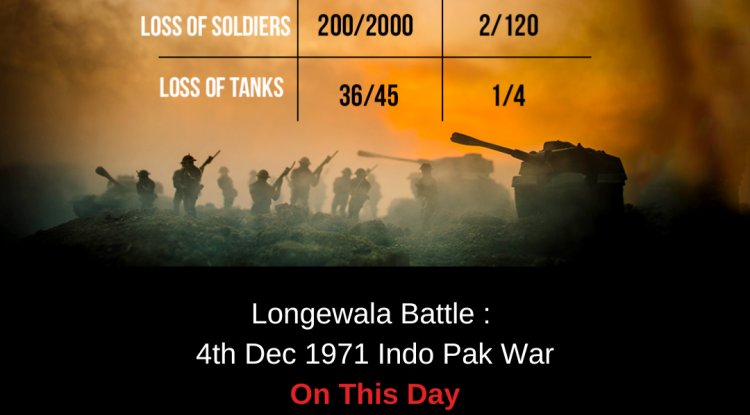 LOSS OF SOLDIERS 200/2000 2/120
LOSS OF TANKS 36/45 1/4
Longewala Battle :
4th Dec 1971 Indo Pak War
On This Day